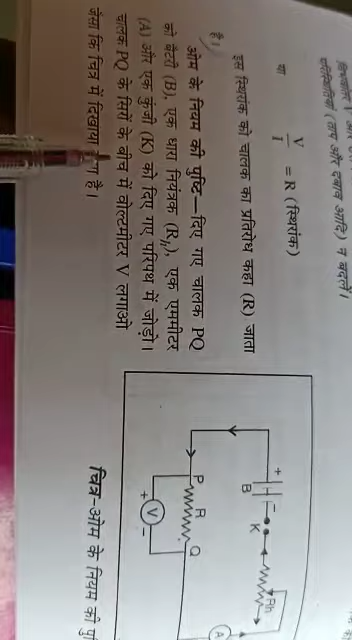 परिस्थितियाँ (ताप और दबाव आदि) न बदलें।
या
V
I
= R (स्थिरांक)
इस स्थिरांक को चालक का प्रतिरोध कहा (R) जाता
है।
ओम के नियम की पुष्टि—दिए गए चालक PQ
को बैटरी (B), एक धारा नियंत्रक (Rh), एक एममीटर
(A) और एक कुंजी (K) को दिए गए परिपथ में जोड़ो।
चालक PQ के सिरों के बीच में वोल्टमीटर V लगाओ
जैसा कि चित्र में दिखाया गया है।
+
−
B
K
Rh
A
P
R
Q
+
V
−
चित्र–ओम के नियम की